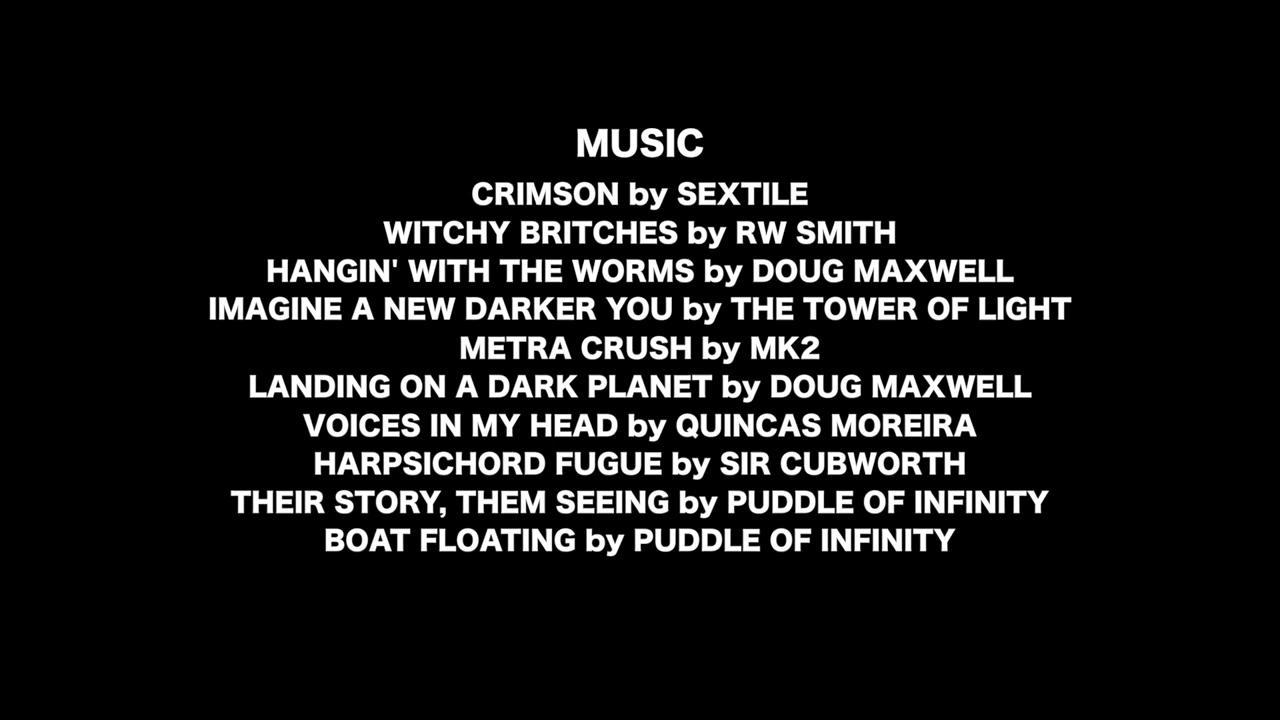 MUSIC
CRIMSON by SEXTILE
WITCHY BRITCHES by RW SMITH
HANGIN' WITH THE WORMS by DOUG MAXWELL
IMAGINE A NEW DARKER YOU by THE TOWER OF LIGHT
METRA CRUSH by MK2
LANDING ON A DARK PLANET by DOUG MAXWELL
VOICES IN MY HEAD by QUINCAS MOREIRA
HARPSICHORD FUGUE by SIR CUBWORTH
THEIR STORY, THEM SEEING by PUDDLE OF INFINITY
BOAT FLOATING by PUDDLE OF INFINITY